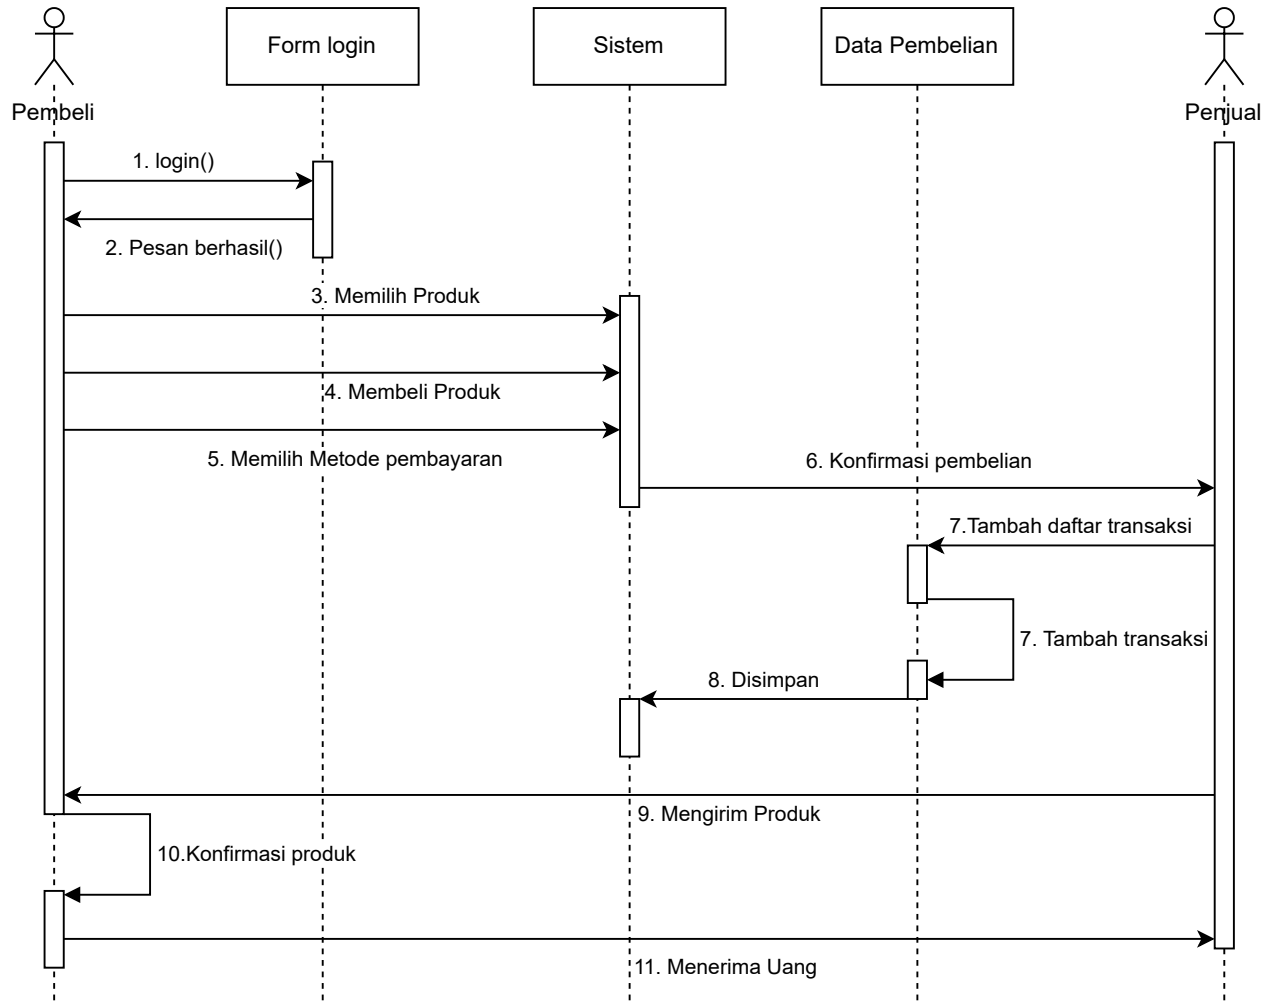 Form login
Sistem
Data Pembelian
Pembeli
Penjual
1. login()
2. Pesan berhasil()
3. Memilih Produk
4. Membeli Produk
5. Memilih Metode pembayaran
6. Konfirmasi pembelian
7.Tambah daftar transaksi
7. Tambah transaksi
8. Disimpan
9. Mengirim Produk
10.Konfirmasi produk
11. Menerima Uang